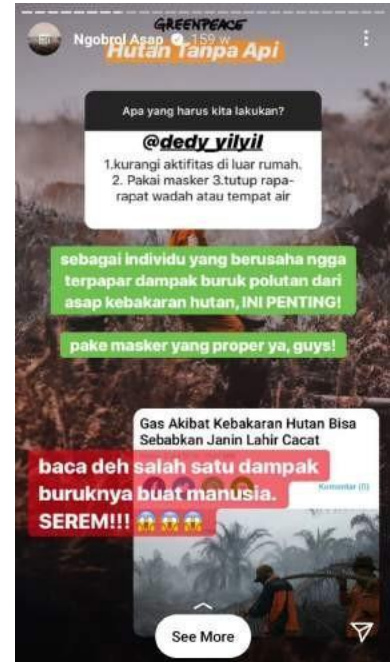 GREENPEACE
Ngobrol Asap 159 w
Hutan Tanpa Api
Apa yang harus kita lakukan?
@dedy_yilyil
1.kurangi aktifitas di luar rumah.
2. Pakai masker 3.tutup rapa-
rapat wadah atau tempat air
sebagai individu yang berusaha ngga
terpapar dampak buruk polutan dari
asap kebakaran hutan, INI PENTING!
pake masker yang proper ya, guys!
Gas Akibat Kebakaran Hutan Bisa
Sebabkan Janin Lahir Cacat
baca deh salah satu dampak
buruknya buat manusia.
Komentar (0)
SEREM!!! 😱 😱 😱
See More